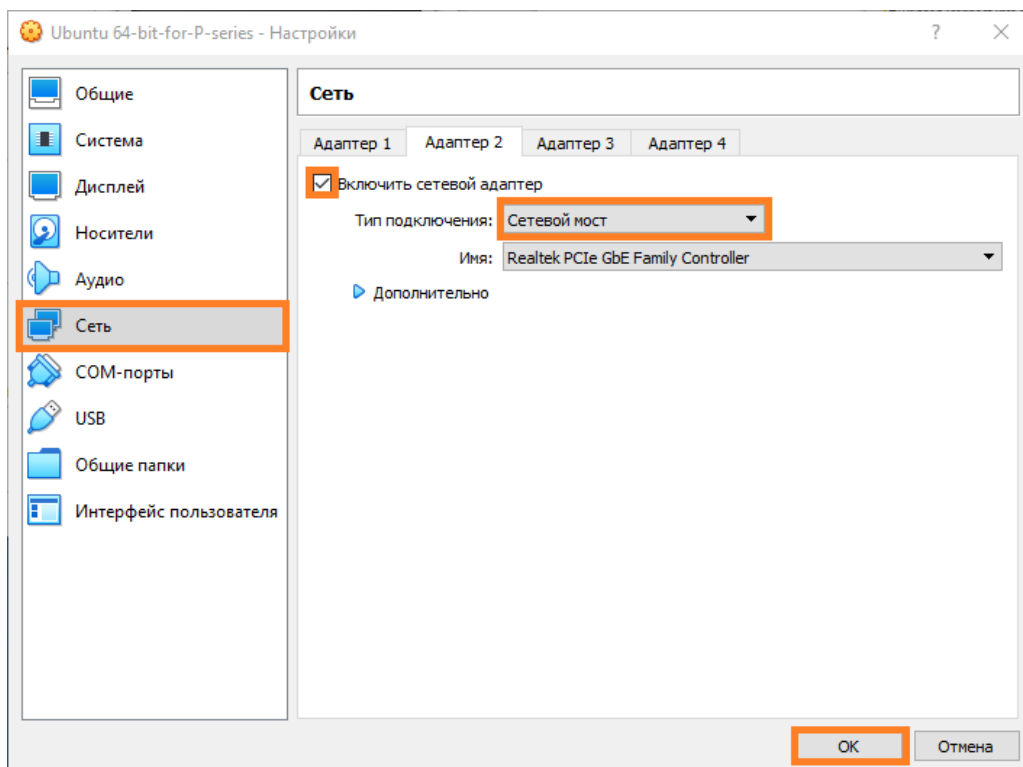 Ubuntu 64-bit-for-P-series - Настройки
?
Общие
Система
Дисплей
Носители
Аудио
Сеть
COM-порты
USB
Общие папки
Интерфейс пользователя
Сеть
Адаптер 1 Адаптер 2 Адаптер 3 Адаптер 4
Включить сетевой адаптер
Тип подключения: Сетевой мост
Имя: Realtek PCIe GbE Family Controller
Дополнительно
OK Отмена